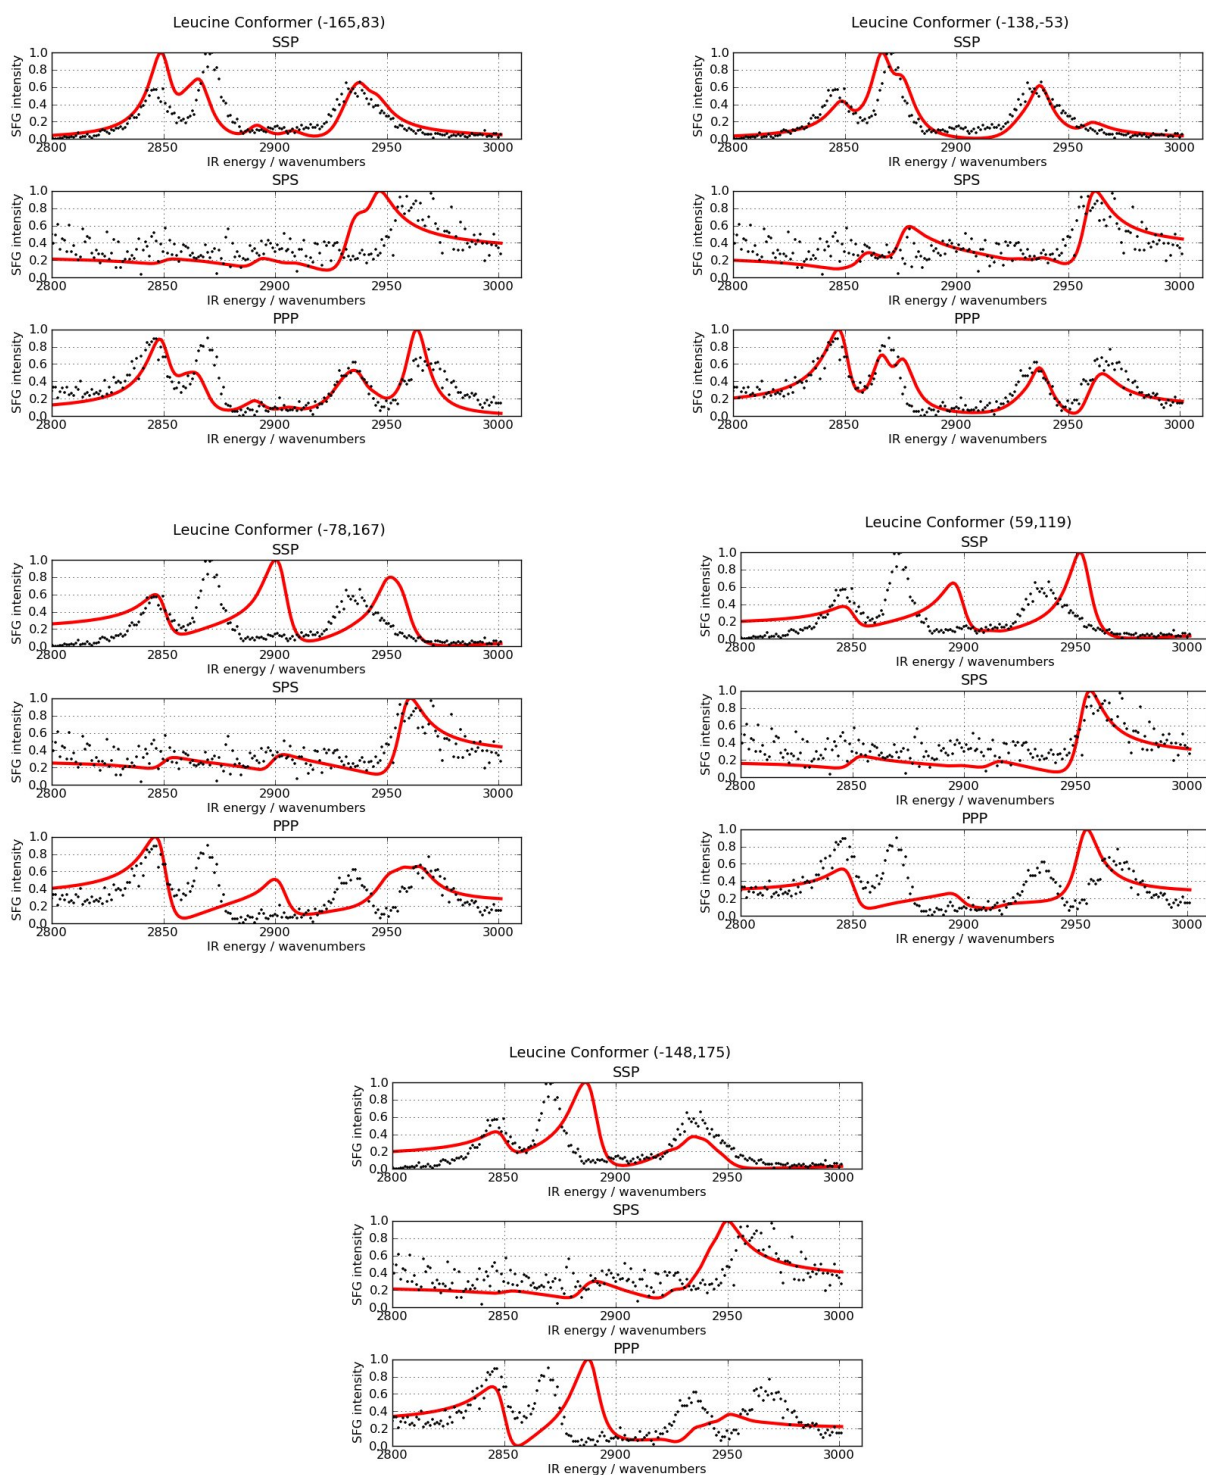 Leucine Conformer (-165,83)
SSP
SFG intensity
1.0
0.8
0.6
0.4
0.2
0.0
2800 2850 2900 2950 3000
IR energy / wavenumbers
SPS
SFG intensity
1.0
0.8
0.6
0.4
0.2
0.0
2800 2850 2900 2950 3000
IR energy / wavenumbers
PPP
SFG intensity
1.0
0.8
0.6
0.4
0.2
0.0
2800 2850 2900 2950 3000
IR energy / wavenumbers
Leucine Conformer (-138,-53)
SSP
SFG intensity
1.0
0.8
0.6
0.4
0.2
0.0
2800 2850 2900 2950 3000
IR energy / wavenumbers
SPS
SFG intensity
1.0
0.8
0.6
0.4
0.2
0.0
2800 2850 2900 2950 3000
IR energy / wavenumbers
PPP
SFG intensity
1.0
0.8
0.6
0.4
0.2
0.0
2800 2850 2900 2950 3000
IR energy / wavenumbers
Leucine Conformer (-78,167)
SSP
SFG intensity
1.0
0.8
0.6
0.4
0.2
0.0
2800 2850 2900 2950 3000
IR energy / wavenumbers
SPS
SFG intensity
1.0
0.8
0.6
0.4
0.2
0.0
2800 2850 2900 2950 3000
IR energy / wavenumbers
PPP
SFG intensity
1.0
0.8
0.6
0.4
0.2
0.0
2800 2850 2900 2950 3000
IR energy / wavenumbers
Leucine Conformer (59,119)
SSP
SFG intensity
1.0
0.8
0.6
0.4
0.2
0.0
2800 2850 2900 2950 3000
IR energy / wavenumbers
SPS
SFG intensity
1.0
0.8
0.6
0.4
0.2
0.0
2800 2850 2900 2950 3000
IR energy / wavenumbers
PPP
SFG intensity
1.0
0.8
0.6
0.4
0.2
0.0
2800 2850 2900 2950 3000
IR energy / wavenumbers
Leucine Conformer (-148,175)
SSP
SFG intensity
1.0
0.8
0.6
0.4
0.2
0.0
2800 2850 2900 2950 3000
IR energy / wavenumbers
SPS
SFG intensity
1.0
0.8
0.6
0.4
0.2
0.0
2800 2850 2900 2950 3000
IR energy / wavenumbers
PPP
SFG intensity
1.0
0.8
0.6
0.4
0.2
0.0
2800 2850 2900 2950 3000
IR energy / wavenumbers